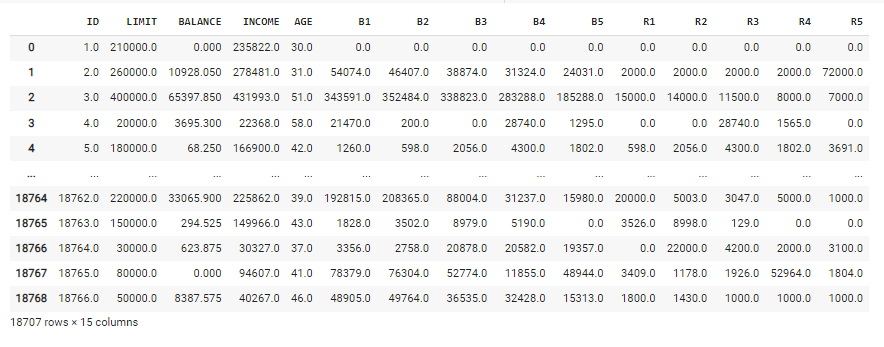 ID LIMIT BALANCE INCOME AGE B1 B2 B3 B4 B5 R1 R2 R3 R4 R5
0 1.0 210000.0 0.000 235822.0 30.0 0.0 0.0 0.0 0.0 0.0 0.0 0.0 0.0 0.0 0.0
1 2.0 260000.0 10928.050 278481.0 31.0 54074.0 46407.0 38874.0 31324.0 24031.0 2000.0 2000.0 2000.0 2000.0 72000.0
2 3.0 400000.0 65397.850 431993.0 51.0 343591.0 352484.0 338823.0 283288.0 185288.0 15000.0 14000.0 11500.0 8000.0 7000.0
3 4.0 20000.0 3695.300 22368.0 58.0 21470.0 200.0 0.0 28740.0 1295.0 0.0 0.0 28740.0 1565.0 0.0
4 5.0 180000.0 68.250 166900.0 42.0 1260.0 598.0 2056.0 4300.0 1802.0 598.0 2056.0 4300.0 1802.0 3691.0
... ... ... ... ... ... ... ... ... ... ... ... ... ... ... ...
18764 18762.0 220000.0 33065.900 225862.0 39.0 192815.0 208365.0 88004.0 31237.0 15980.0 20000.0 5003.0 3047.0 5000.0 1000.0
18765 18763.0 150000.0 294.525 149966.0 43.0 1828.0 3502.0 8979.0 5190.0 0.0 3526.0 8998.0 129.0 0.0 0.0
18766 18764.0 30000.0 623.875 30327.0 37.0 3356.0 2758.0 20878.0 20582.0 19357.0 0.0 22000.0 4200.0 2000.0 3100.0
18767 18765.0 80000.0 0.000 94607.0 41.0 78379.0 76304.0 52774.0 11855.0 48944.0 3409.0 1178.0 1926.0 52964.0 1804.0
18768 18766.0 50000.0 8387.575 40267.0 46.0 48905.0 49764.0 36535.0 32428.0 15313.0 1800.0 1430.0 1000.0 1000.0 1000.0
18707 rows × 15 columns